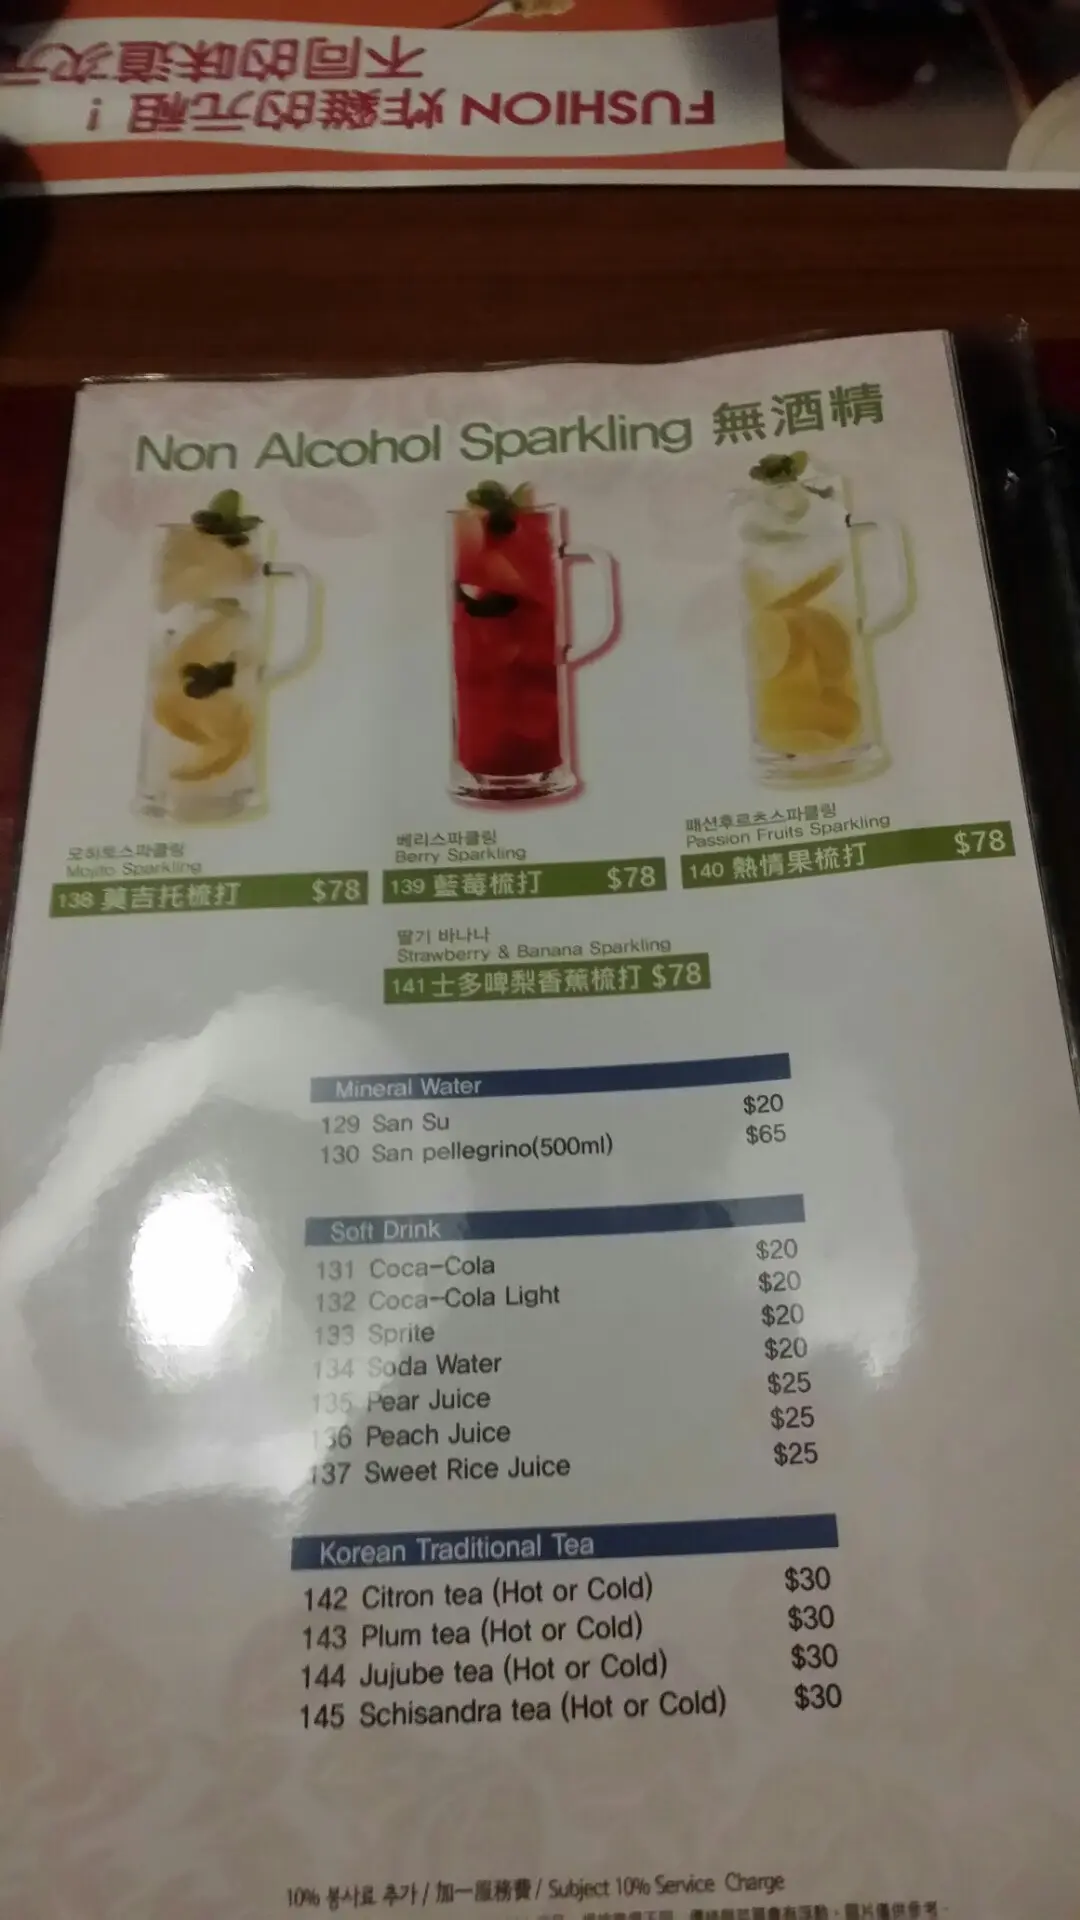 不同的味道次元
FUSHION 炸雞的元祖！
Non Alcohol Sparkling 無酒精
모히토스파클링
Mojito Sparkling
138 莫吉托梳打 $78
베리스파클링
Berry Sparkling
139 藍莓梳打 $78
패션후르츠스파클링
Passion Fruits Sparkling
140 熱情果梳打 $78
딸기 바나나
Strawberry & Banana Sparkling
141 士多啤梨香蕉梳打 $78
Mineral Water
129 San Su $20
130 San pellegrino(500ml) $65
Soft Drink
131 Coca-Cola $20
132 Coca-Cola Light $20
133 Sprite $20
134 Soda Water $20
135 Pear Juice $25
136 Peach Juice $25
137 Sweet Rice Juice $25
Korean Traditional Tea
142 Citron tea (Hot or Cold) $30
143 Plum tea (Hot or Cold) $30
144 Jujube tea (Hot or Cold) $30
145 Schisandra tea (Hot or Cold) $30
10% 봉사료 추가 / 加一服務費 / Subject 10% Service Charge
圖片僅供參考